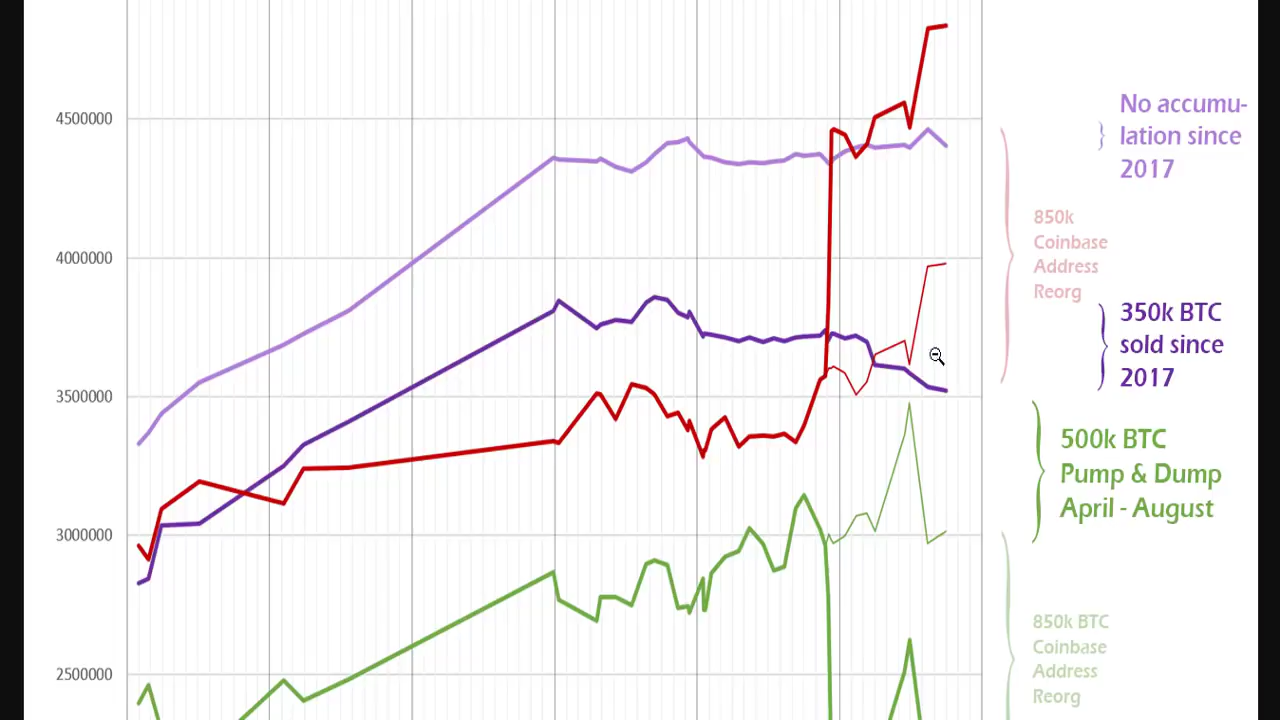 4500000
4000000
3500000
3000000
2500000
No accumu-
lation since
2017
850k
Coinbase
Address
Reorg
350k BTC
sold since
2017
500k BTC
Pump & Dump
April - August
850k BTC
Coinbase
Address
Reorg